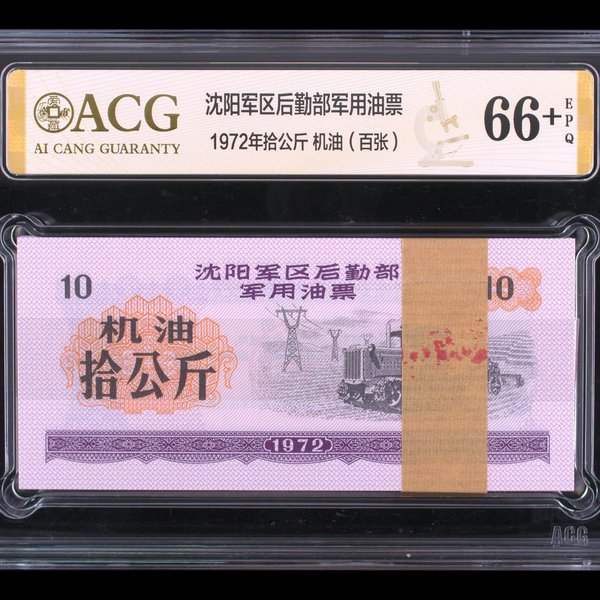 ACG
AI CANG GUARANTY
沈阳军区后勤部军用油票
1972年拾公斤 机油（百张）
66+
EPQ
沈阳军区后勤部
军用油票
10
10
机油
拾公斤
1972
ACG